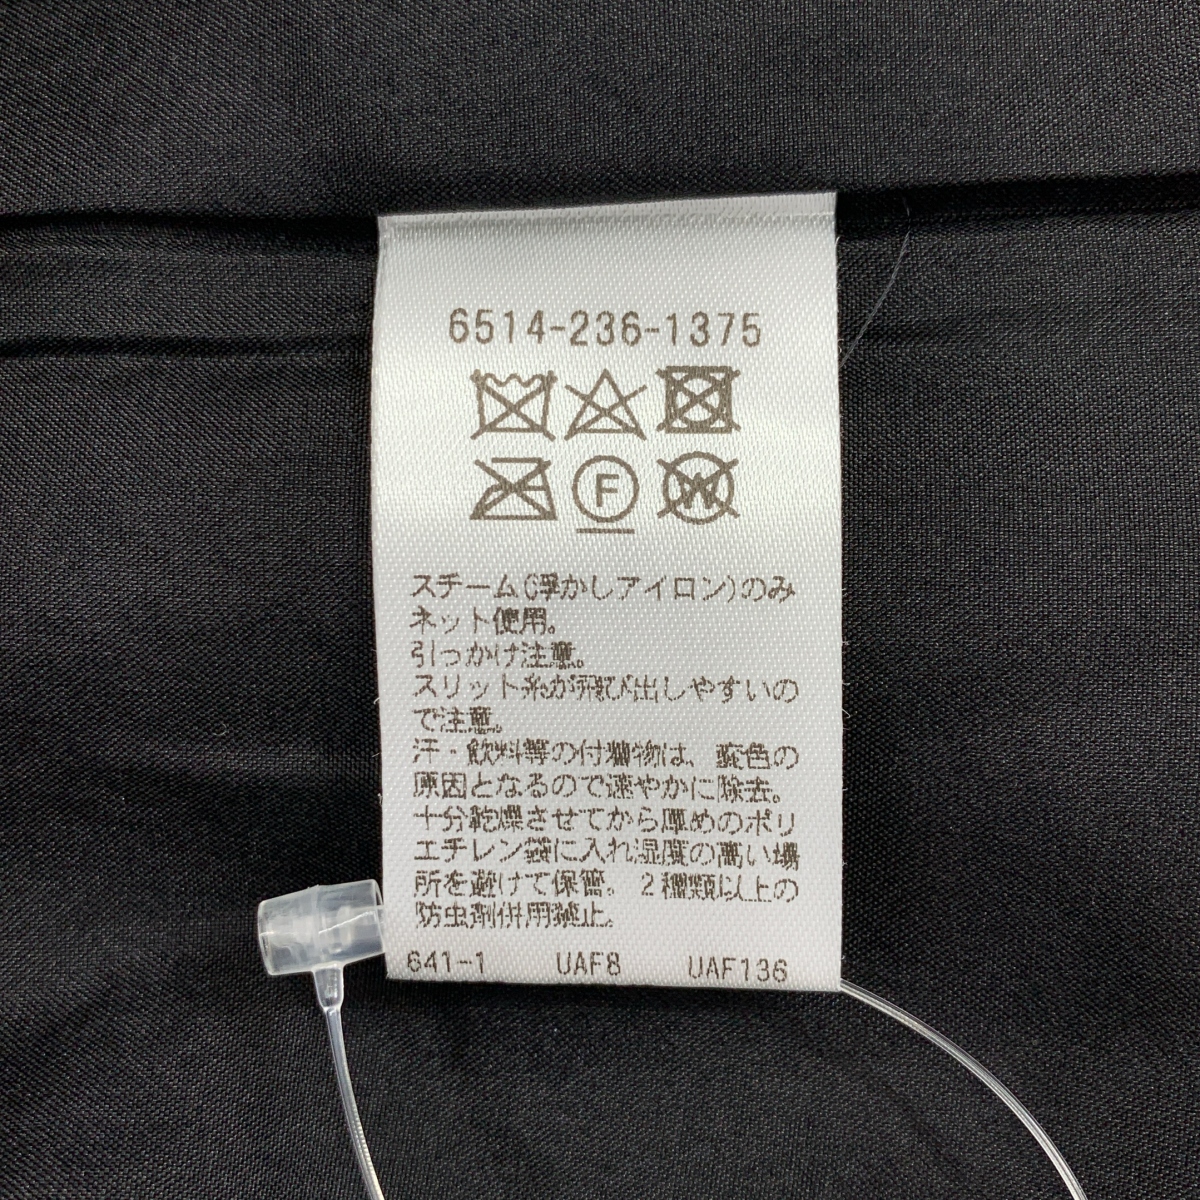 6514-236-1375
F
W
スチーム(浮かしアイロン)のみ
ネット使用。
引っかけ注意。
スリット糸が飛び出しやすいの
で注意。
汗・飲料等の付着物は、変色の
原因となるので速やかに除去。
十分乾燥させてから厚めのポリ
エチレン袋に入れ湿度の高い場
所を避けて保管。2種類以上の
防虫剤併用禁止。
641-1 UAF8 UAF136